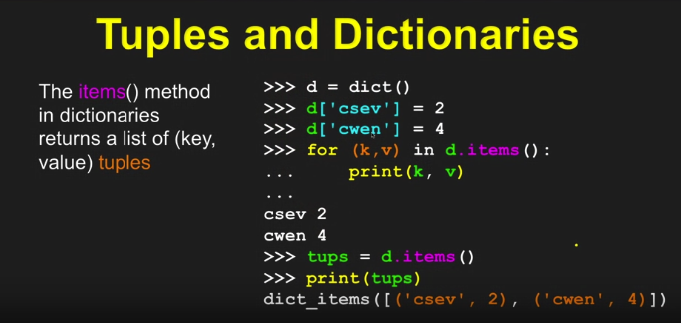 Tuples and Dictionaries
The items() method
in dictionaries
returns a list of (key,
value) tuples
>>> d = dict()
>>> d['csev'] = 2
>>> d['cwen'] = 4
>>> for (k,v) in d.items():
...     print(k, v)
...
csev 2
cwen 4
>>> tups = d.items()
>>> print(tups)
dict_items([('csev', 2), ('cwen', 4)])